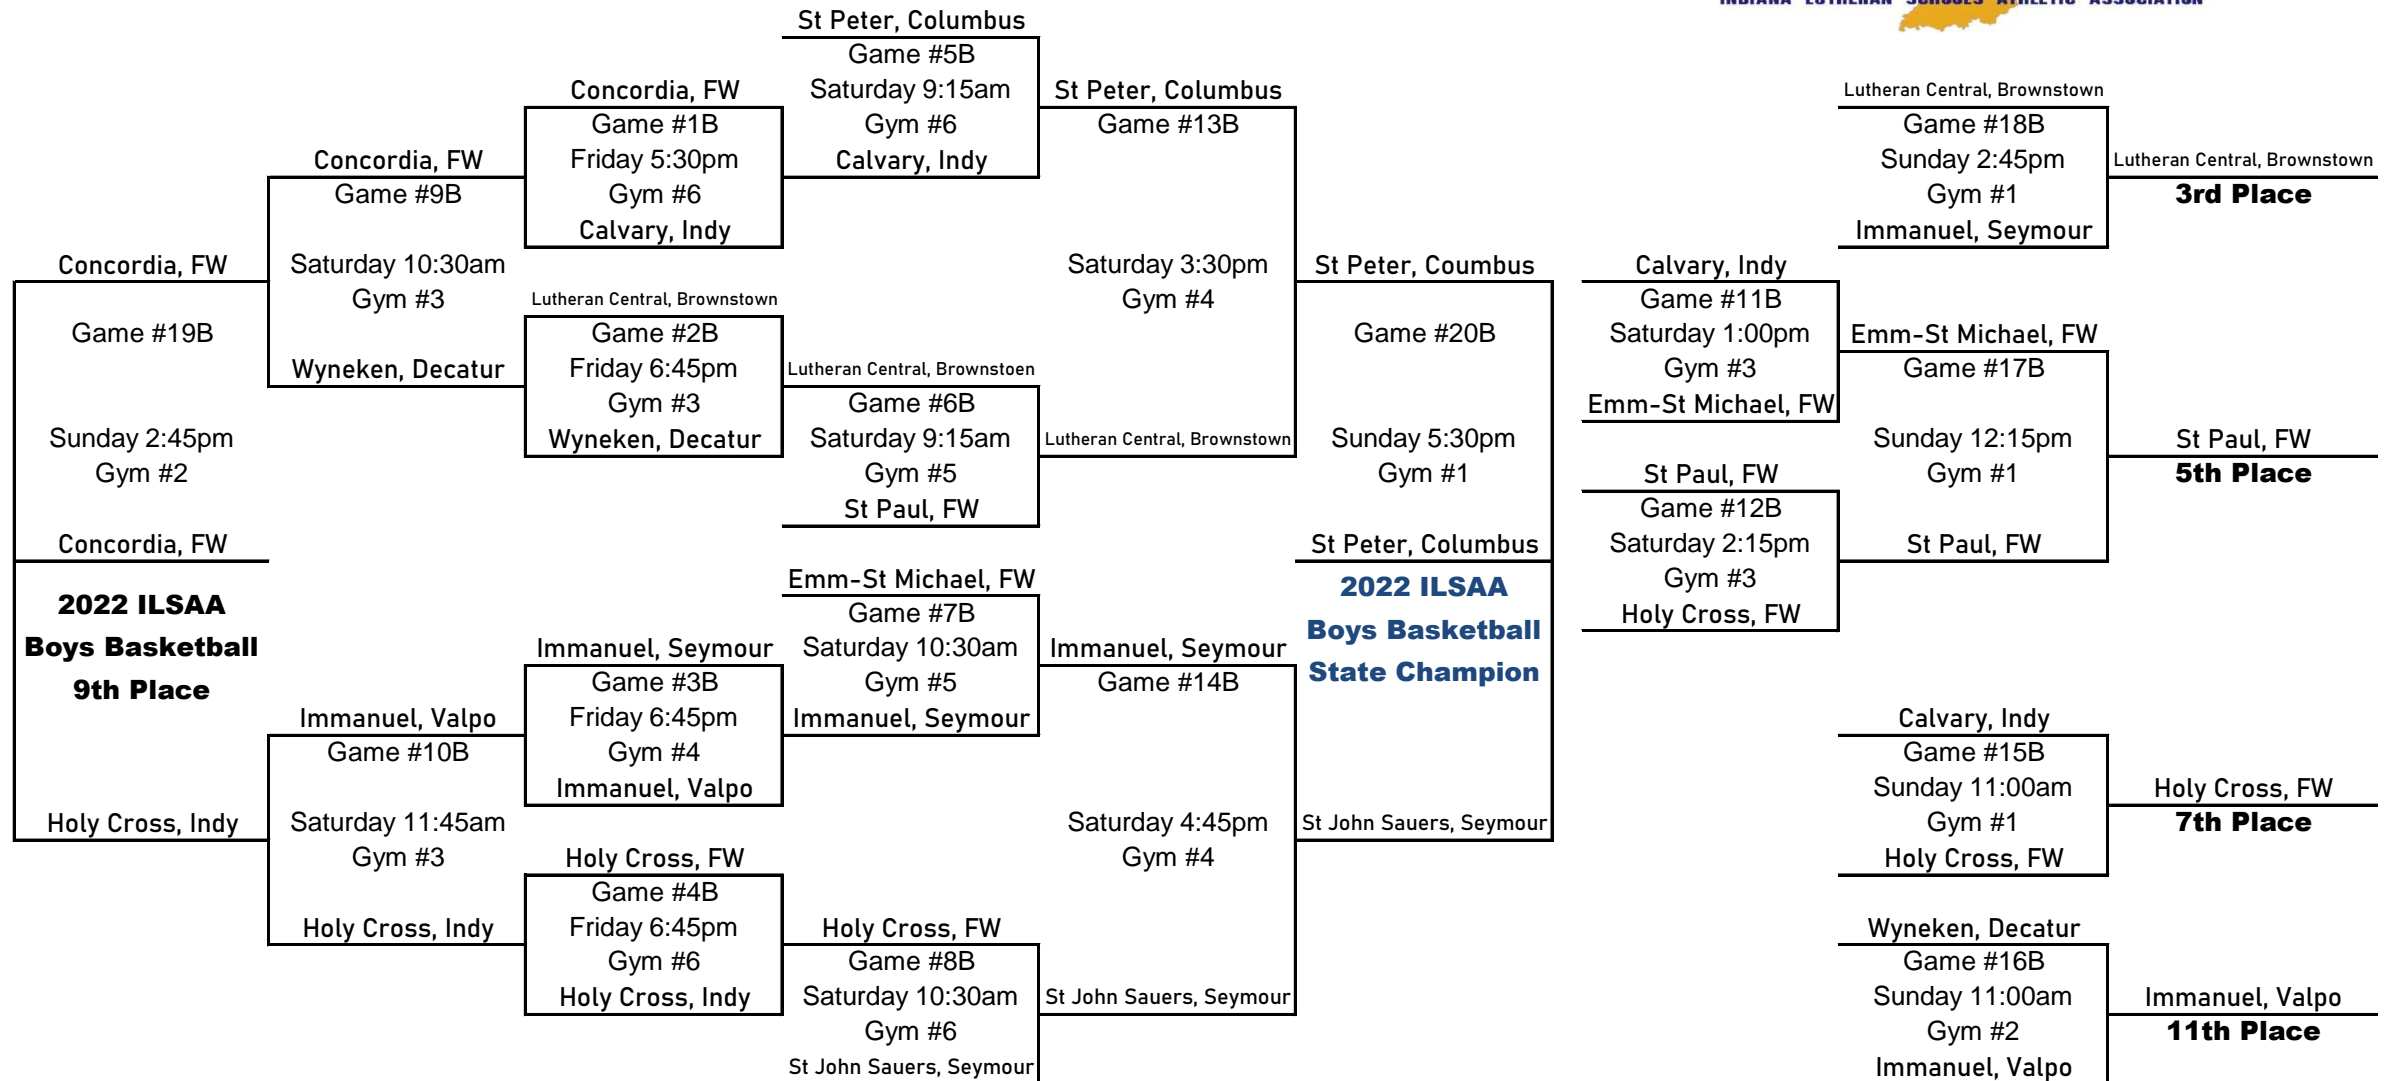 INDIANA LUTHERAN SCHOOLS ATHLETIC ASSOCIATION
St Peter, Columbus
Game #5B
Saturday 9:15am
Gym #6
Calvary, Indy
Concordia, FW
Game #1B
Friday 5:30pm
Gym #6
Calvary, Indy
St Peter, Columbus
Game #13B
Saturday 3:30pm
Gym #4
Concordia, FW
Game #9B
Saturday 10:30am
Gym #3
Wyneken, Decatur
Concordia, FW
Game #19B
Sunday 2:45pm
Gym #2
Concordia, FW
2022 ILSAA
Boys Basketball
9th Place
Holy Cross, Indy
Lutheran Central, Brownstown
Game #2B
Friday 6:45pm
Gym #3
Wyneken, Decatur
Lutheran Central, Brownstoen
Game #6B
Saturday 9:15am
Gym #5
St Paul, FW
Lutheran Central, Brownstown
St Peter, Coumbus
Game #20B
Sunday 5:30pm
Gym #1
St Peter, Columbus
2022 ILSAA
Boys Basketball
State Champion
St John Sauers, Seymour
Emm-St Michael, FW
Game #7B
Saturday 10:30am
Gym #5
Immanuel, Seymour
Immanuel, Seymour
Game #3B
Friday 6:45pm
Gym #4
Immanuel, Valpo
Immanuel, Seymour
Game #14B
Saturday 4:45pm
Gym #4
Immanuel, Valpo
Game #10B
Saturday 11:45am
Gym #3
Holy Cross, Indy
Holy Cross, FW
Game #4B
Friday 6:45pm
Gym #6
Holy Cross, Indy
Holy Cross, FW
Game #8B
Saturday 10:30am
Gym #6
St John Sauers, Seymour
St John Sauers, Seymour
Lutheran Central, Brownstown
Game #18B
Sunday 2:45pm
Gym #1
Immanuel, Seymour
Lutheran Central, Brownstown
3rd Place
Calvary, Indy
Game #11B
Saturday 1:00pm
Gym #3
Emm-St Michael, FW
Emm-St Michael, FW
Game #17B
Sunday 12:15pm
Gym #1
St Paul, FW
St Paul, FW
5th Place
St Paul, FW
Game #12B
Saturday 2:15pm
Gym #3
Holy Cross, FW
Calvary, Indy
Game #15B
Sunday 11:00am
Gym #1
Holy Cross, FW
Holy Cross, FW
7th Place
Wyneken, Decatur
Game #16B
Sunday 11:00am
Gym #2
Immanuel, Valpo
Immanuel, Valpo
11th Place